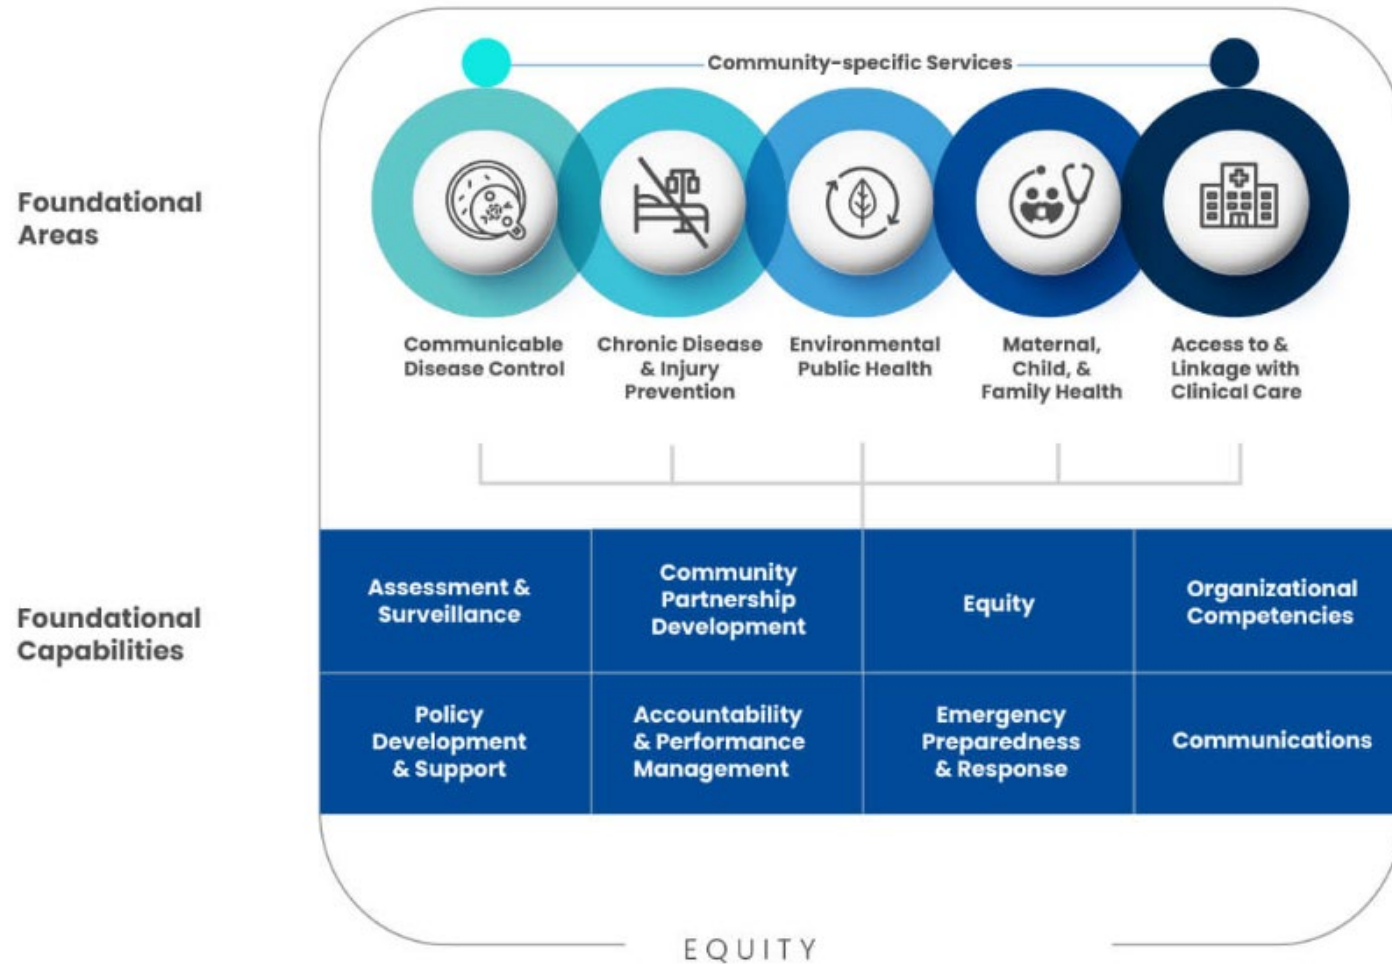 Community-specific Services
Foundational
Areas
Communicable
Disease Control
Chronic Disease
& Injury
Prevention
Environmental
Public Health
Maternal,
Child, &
Family Health
Access to &
Linkage with
Clinical Care
Foundational
Capabilities
Assessment &
Surveillance
Community
Partnership
Development
Equity
Organizational
Competencies
Policy
Development
& Support
Accountability
& Performance
Management
Emergency
Preparedness
& Response
Communications
EQUITY